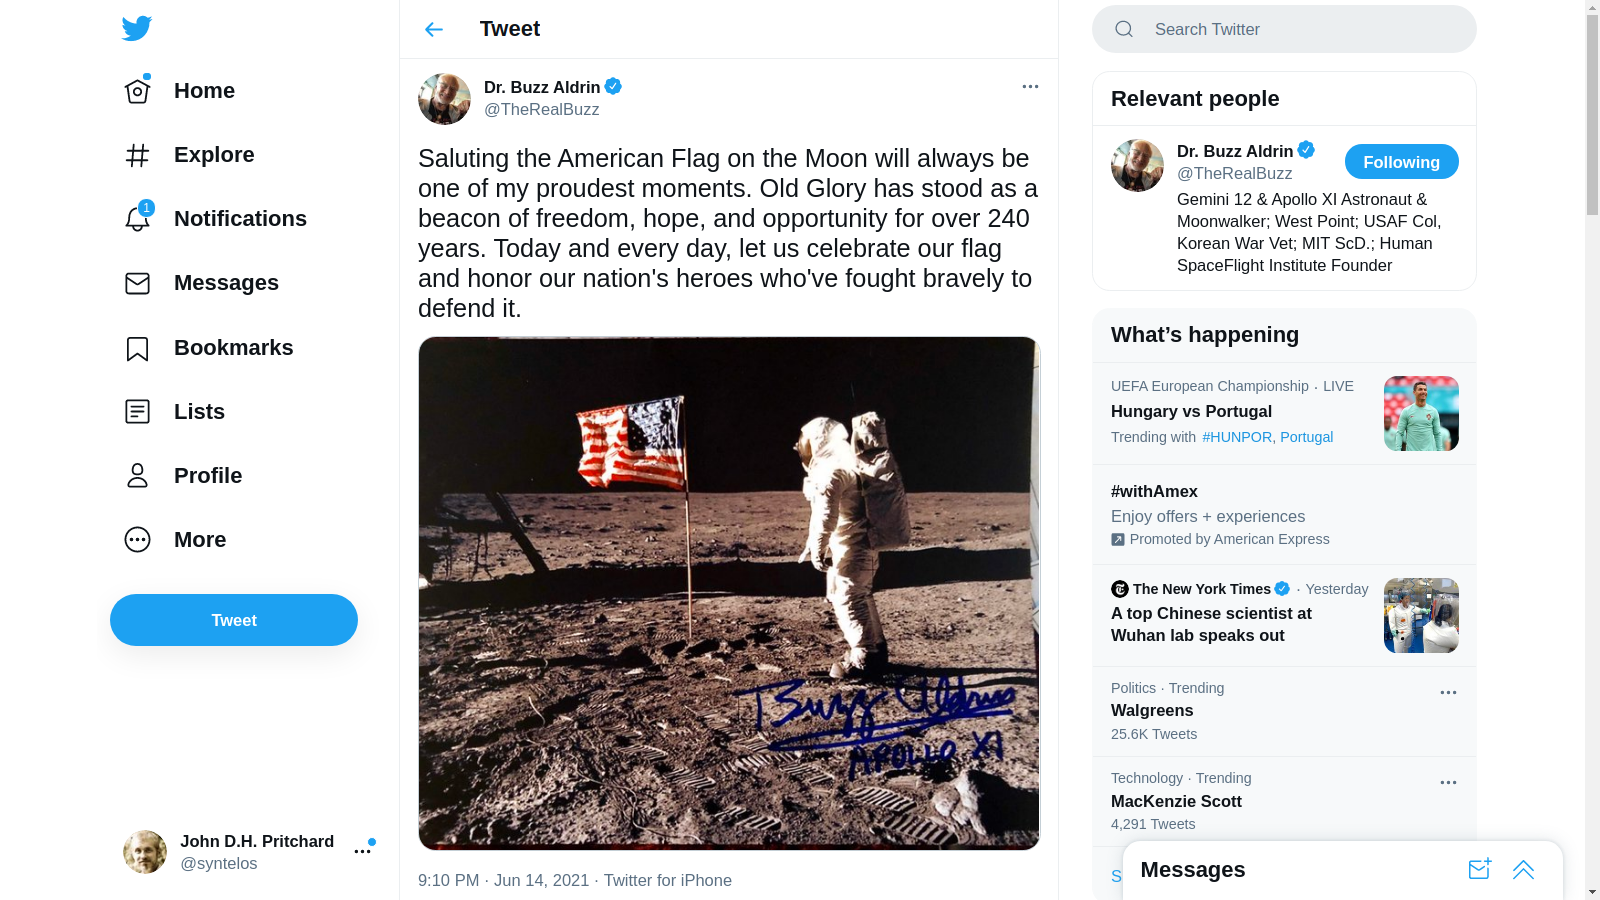 Home
Explore
1
Notifications
Messages
Bookmarks
Lists
Profile
More
Tweet
John D.H. Pritchard
@syntelos
Tweet
Dr. Buzz Aldrin
@TheRealBuzz
Saluting the American Flag on the Moon will always be
one of my proudest moments. Old Glory has stood as a
beacon of freedom, hope, and opportunity for over 240
years. Today and every day, let us celebrate our flag
and honor our nation's heroes who've fought bravely to
defend it.
Buzz Aldrin
APOLLO XI
9:10 PM · Jun 14, 2021 · Twitter for iPhone
Search Twitter
Relevant people
Dr. Buzz Aldrin
@TheRealBuzz
Following
Gemini 12 & Apollo XI Astronaut &
Moonwalker; West Point; USAF Col,
Korean War Vet; MIT ScD.; Human
SpaceFlight Institute Founder
What’s happening
UEFA European Championship · LIVE
Hungary vs Portugal
Trending with #HUNPOR, Portugal
#withAmex
Enjoy offers + experiences
Promoted by American Express
The New York Times · Yesterday
A top Chinese scientist at
Wuhan lab speaks out
Politics · Trending
Walgreens
25.6K Tweets
Technology · Trending
MacKenzie Scott
4,291 Tweets
S
Messages